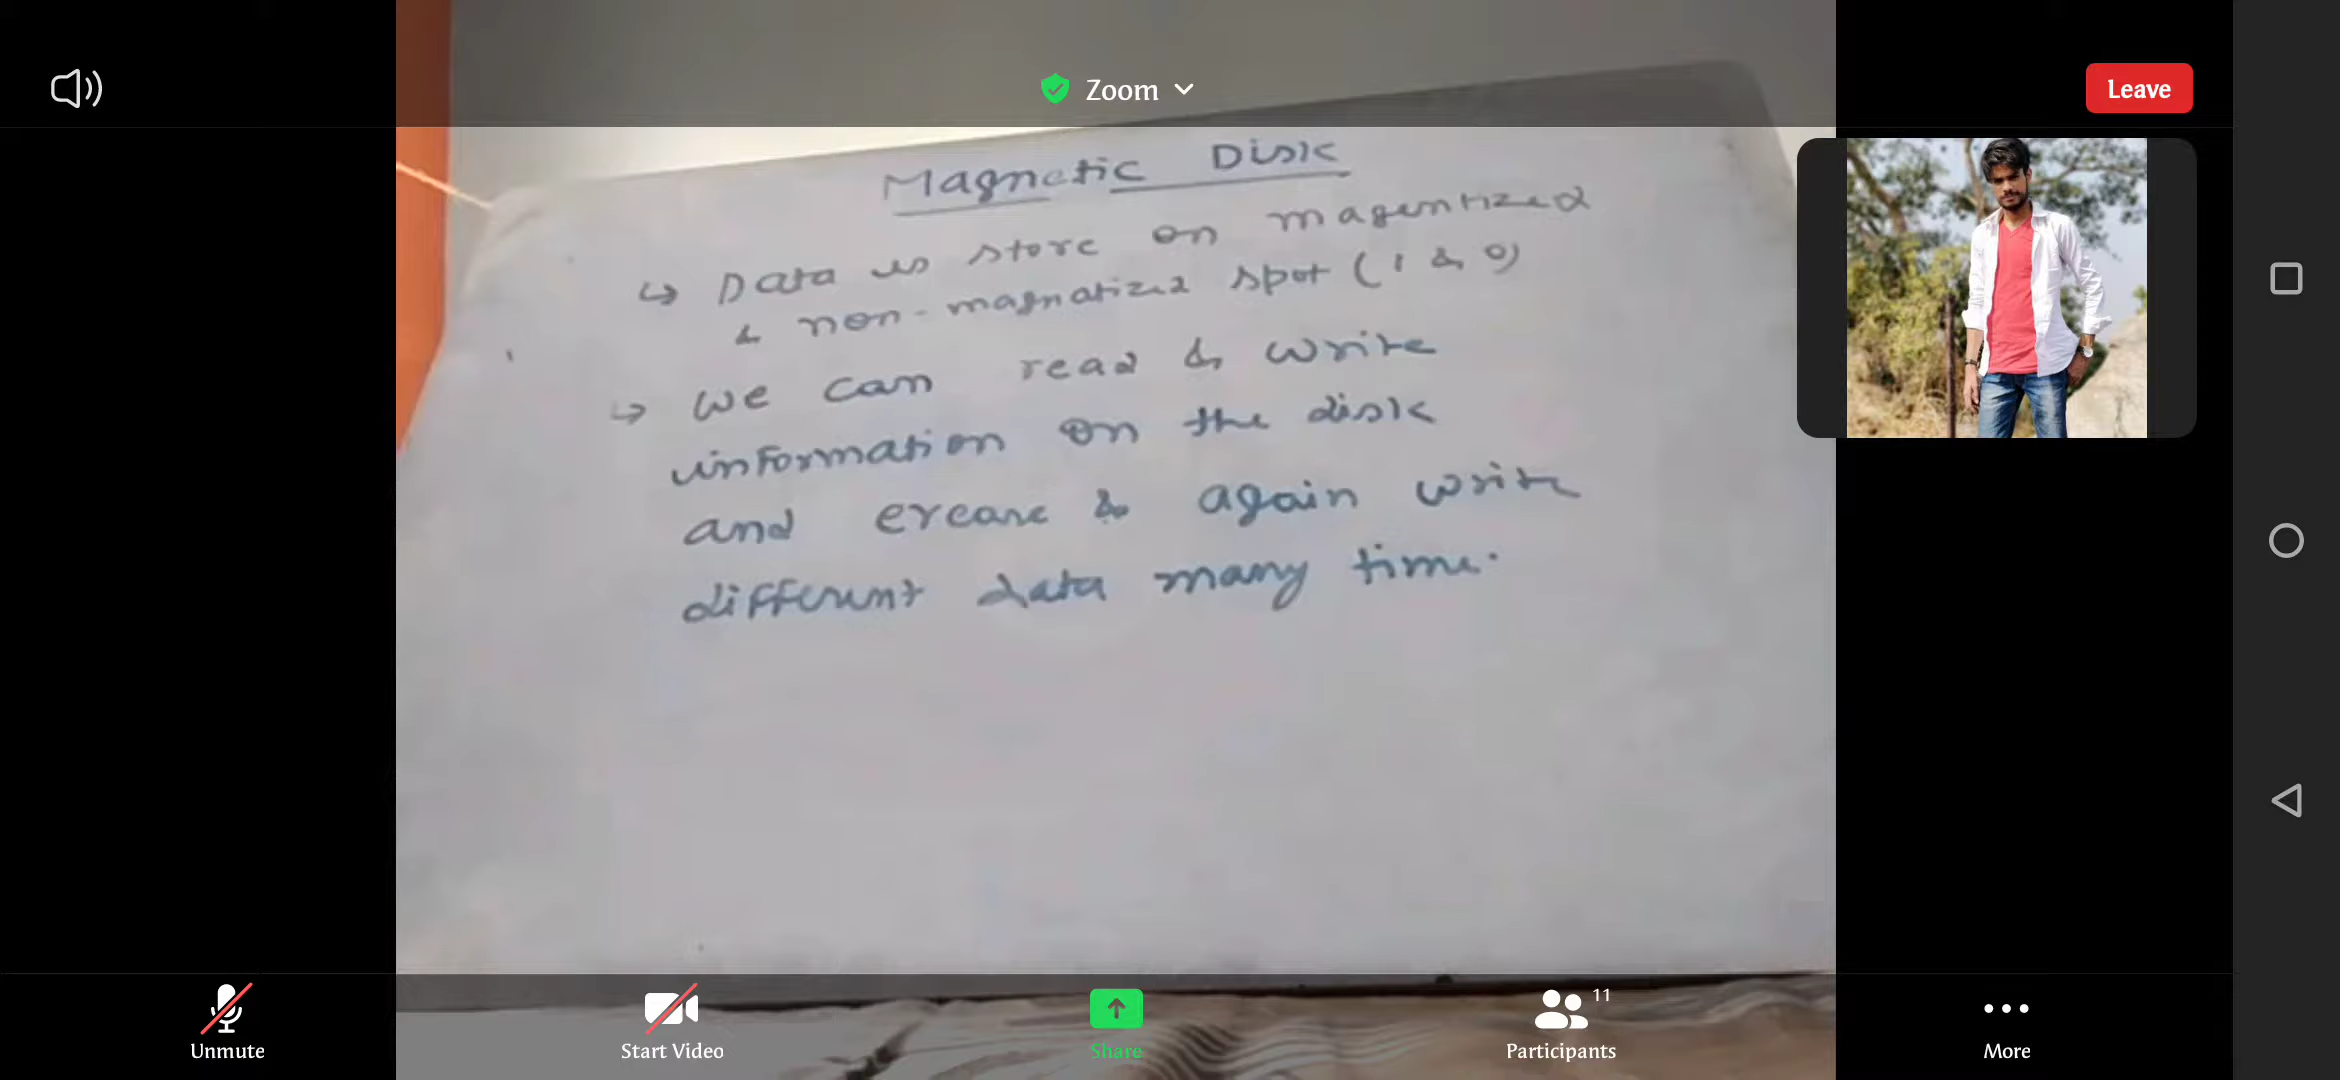 Zoom
Leave
Magnetic Disk
↳ Data is store on magentized
& non-magnatized spot (1 & 0)
↳ we can read & write
information on the disk
and erease & again write
different data many time.
Unmute
Start Video
Share
Participants 11
More